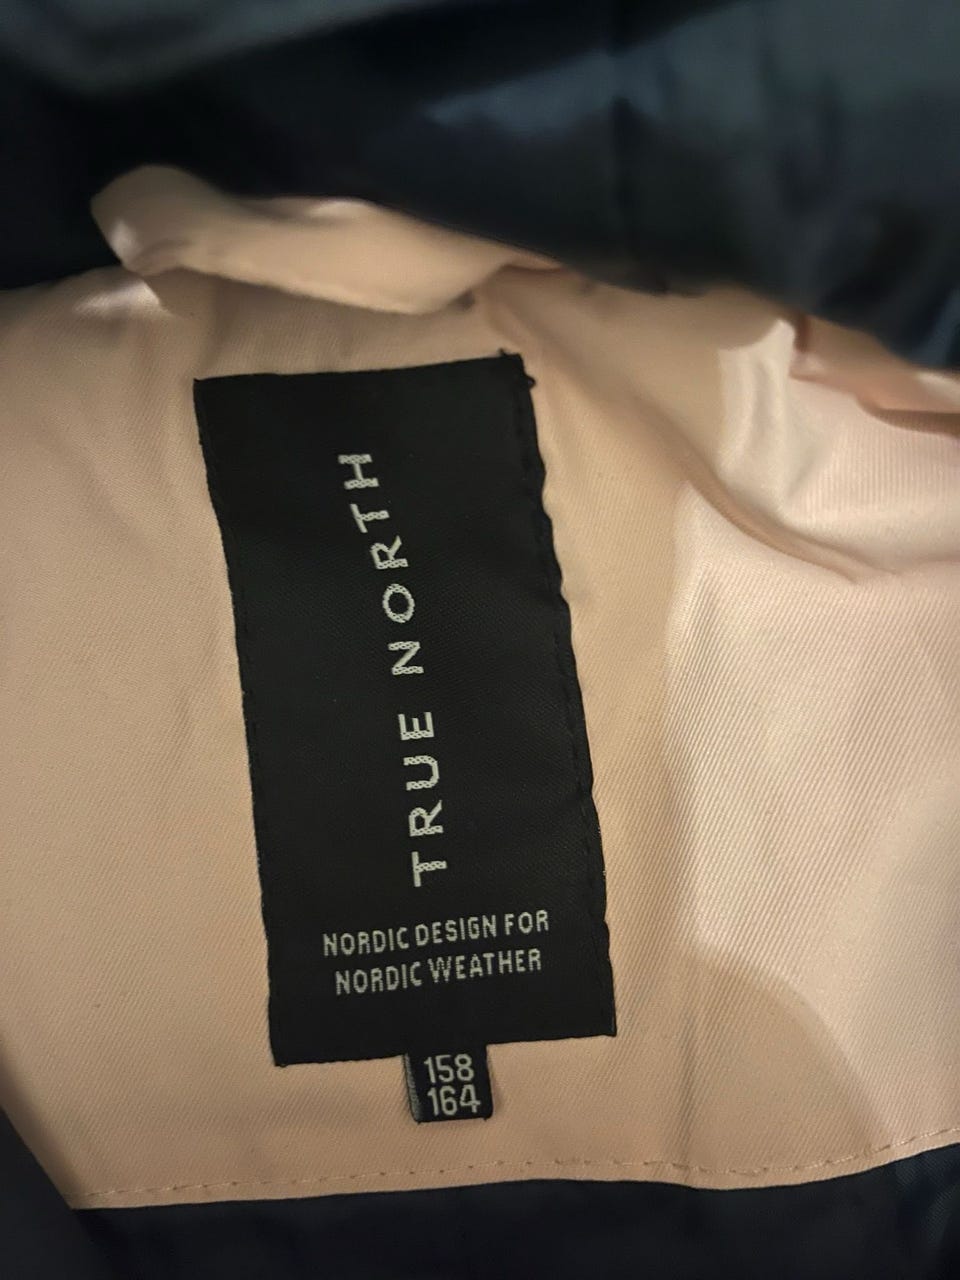 TRUE NORTH
NORDIC DESIGN FOR
NORDIC WEATHER
158
164